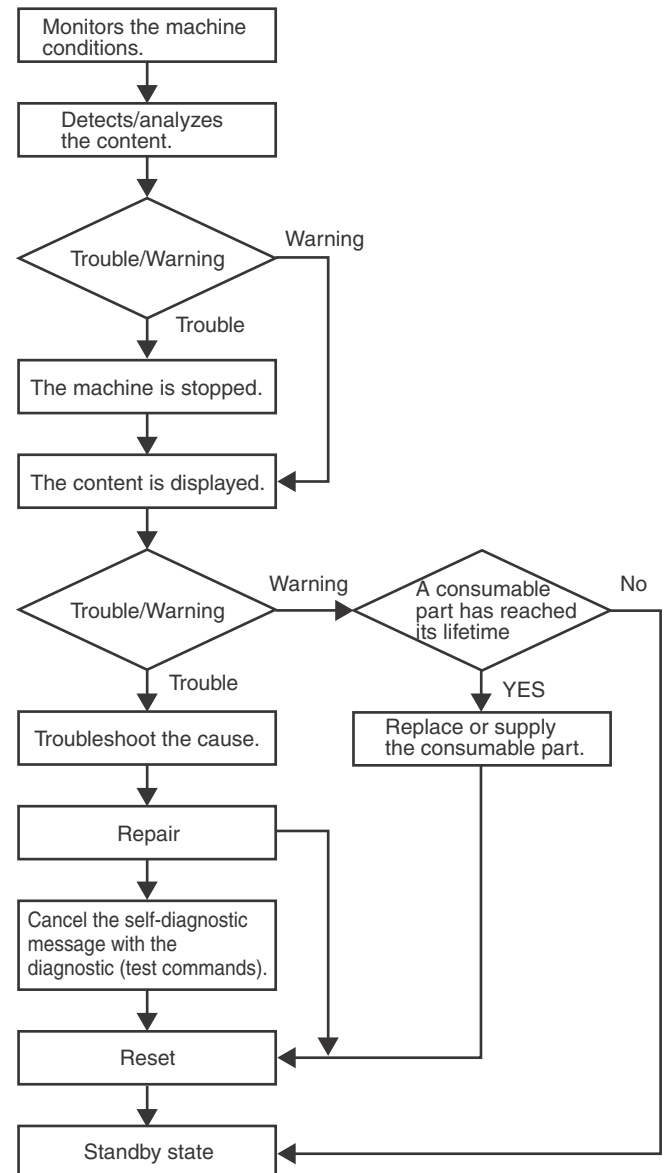 Monitors the machine
conditions.
Detects/analyzes
the content.
Trouble/Warning
Warning
Trouble
The machine is stopped.
The content is displayed.
Trouble/Warning
Warning
A consumable
part has reached
its lifetime
No
Trouble
YES
Troubleshoot the cause.
Replace or supply
the consumable part.
Repair
Cancel the self-diagnostic
message with the
diagnostic (test commands).
Reset
Standby state